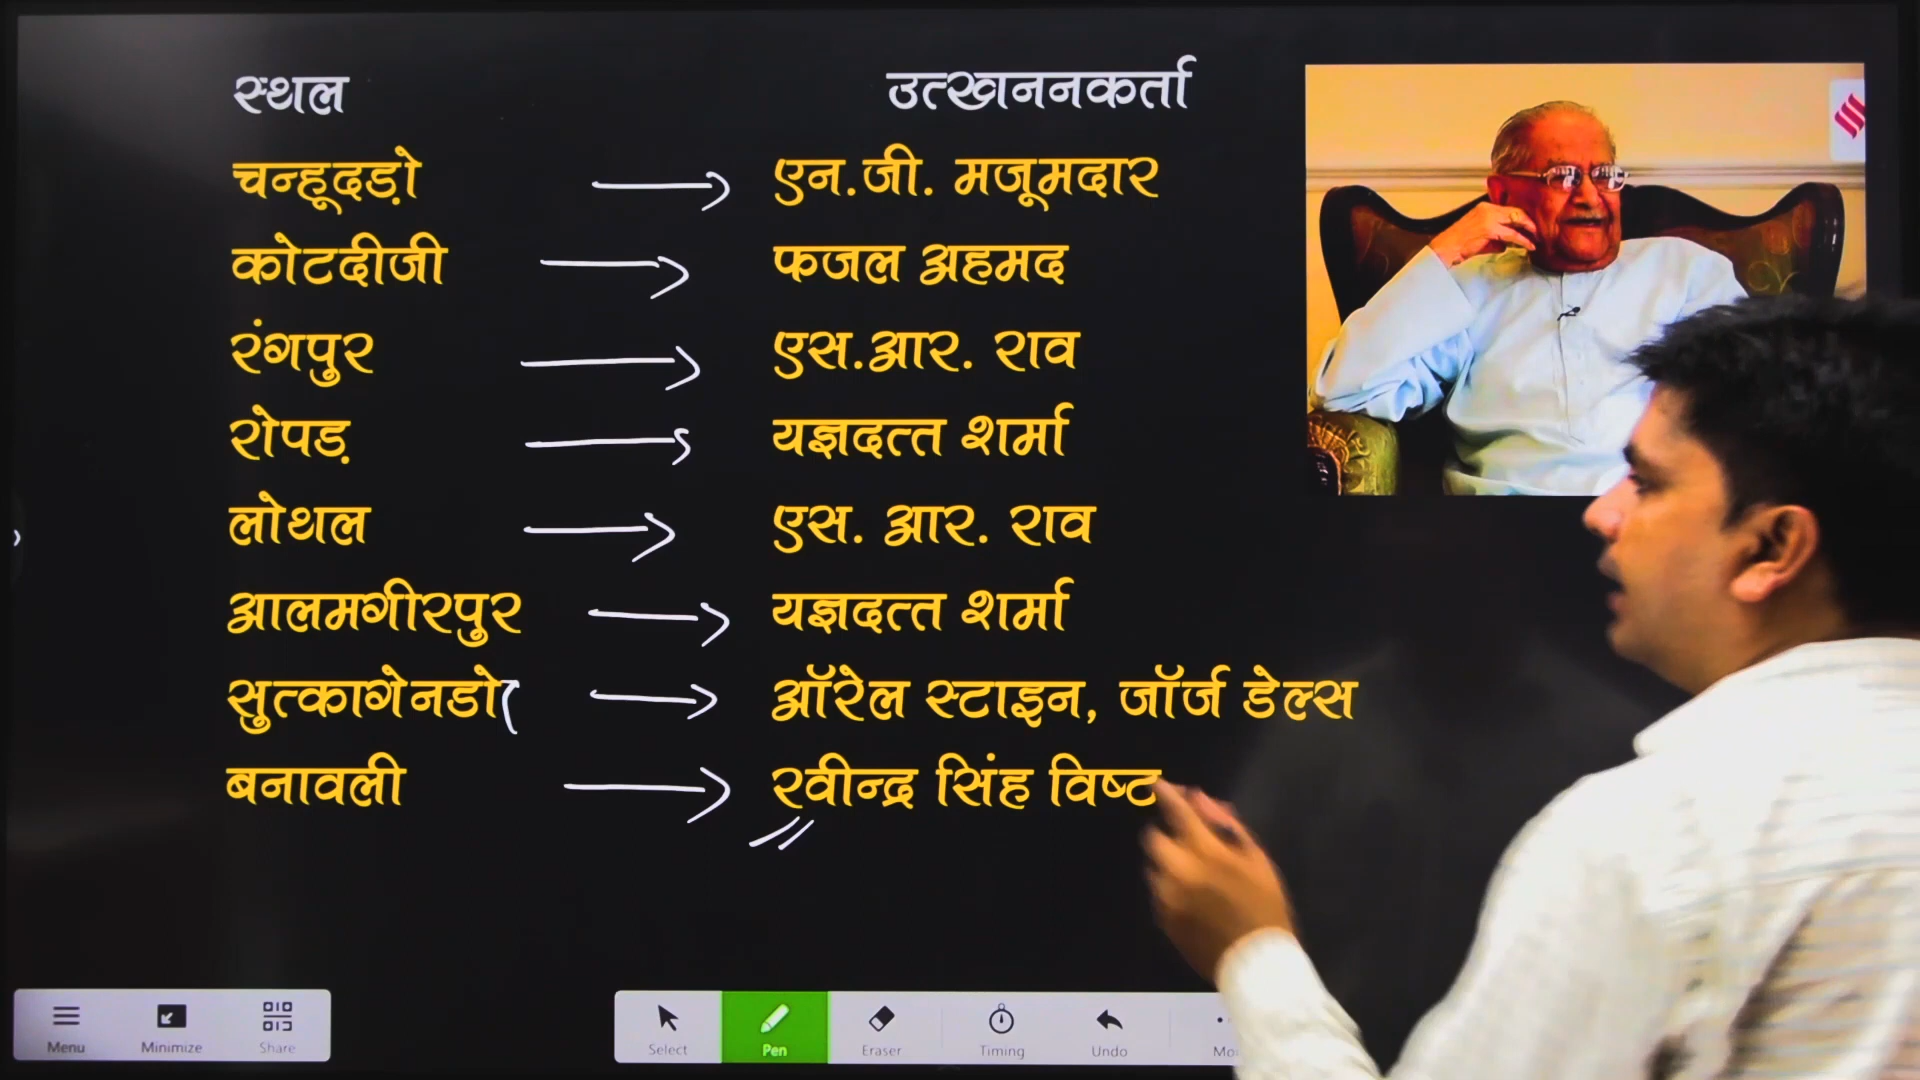 स्थल उत्खननकर्ता
चन्हूदड़ो एन.जी. मजूमदार
कोटदीजी फजल अहमद
रंगपुर एस.आर. राव
रोपड़ यज्ञदत्त शर्मा
लोथल एस. आर. राव
आलमगीरपुर यज्ञदत्त शर्मा
सुत्कागेनडोर ऑरेल स्टाइन, जॉर्ज डेल्स
बनावली रवीन्द्र सिंह विष्ट
Menu Minimize Share Select Pen Eraser Timing Undo